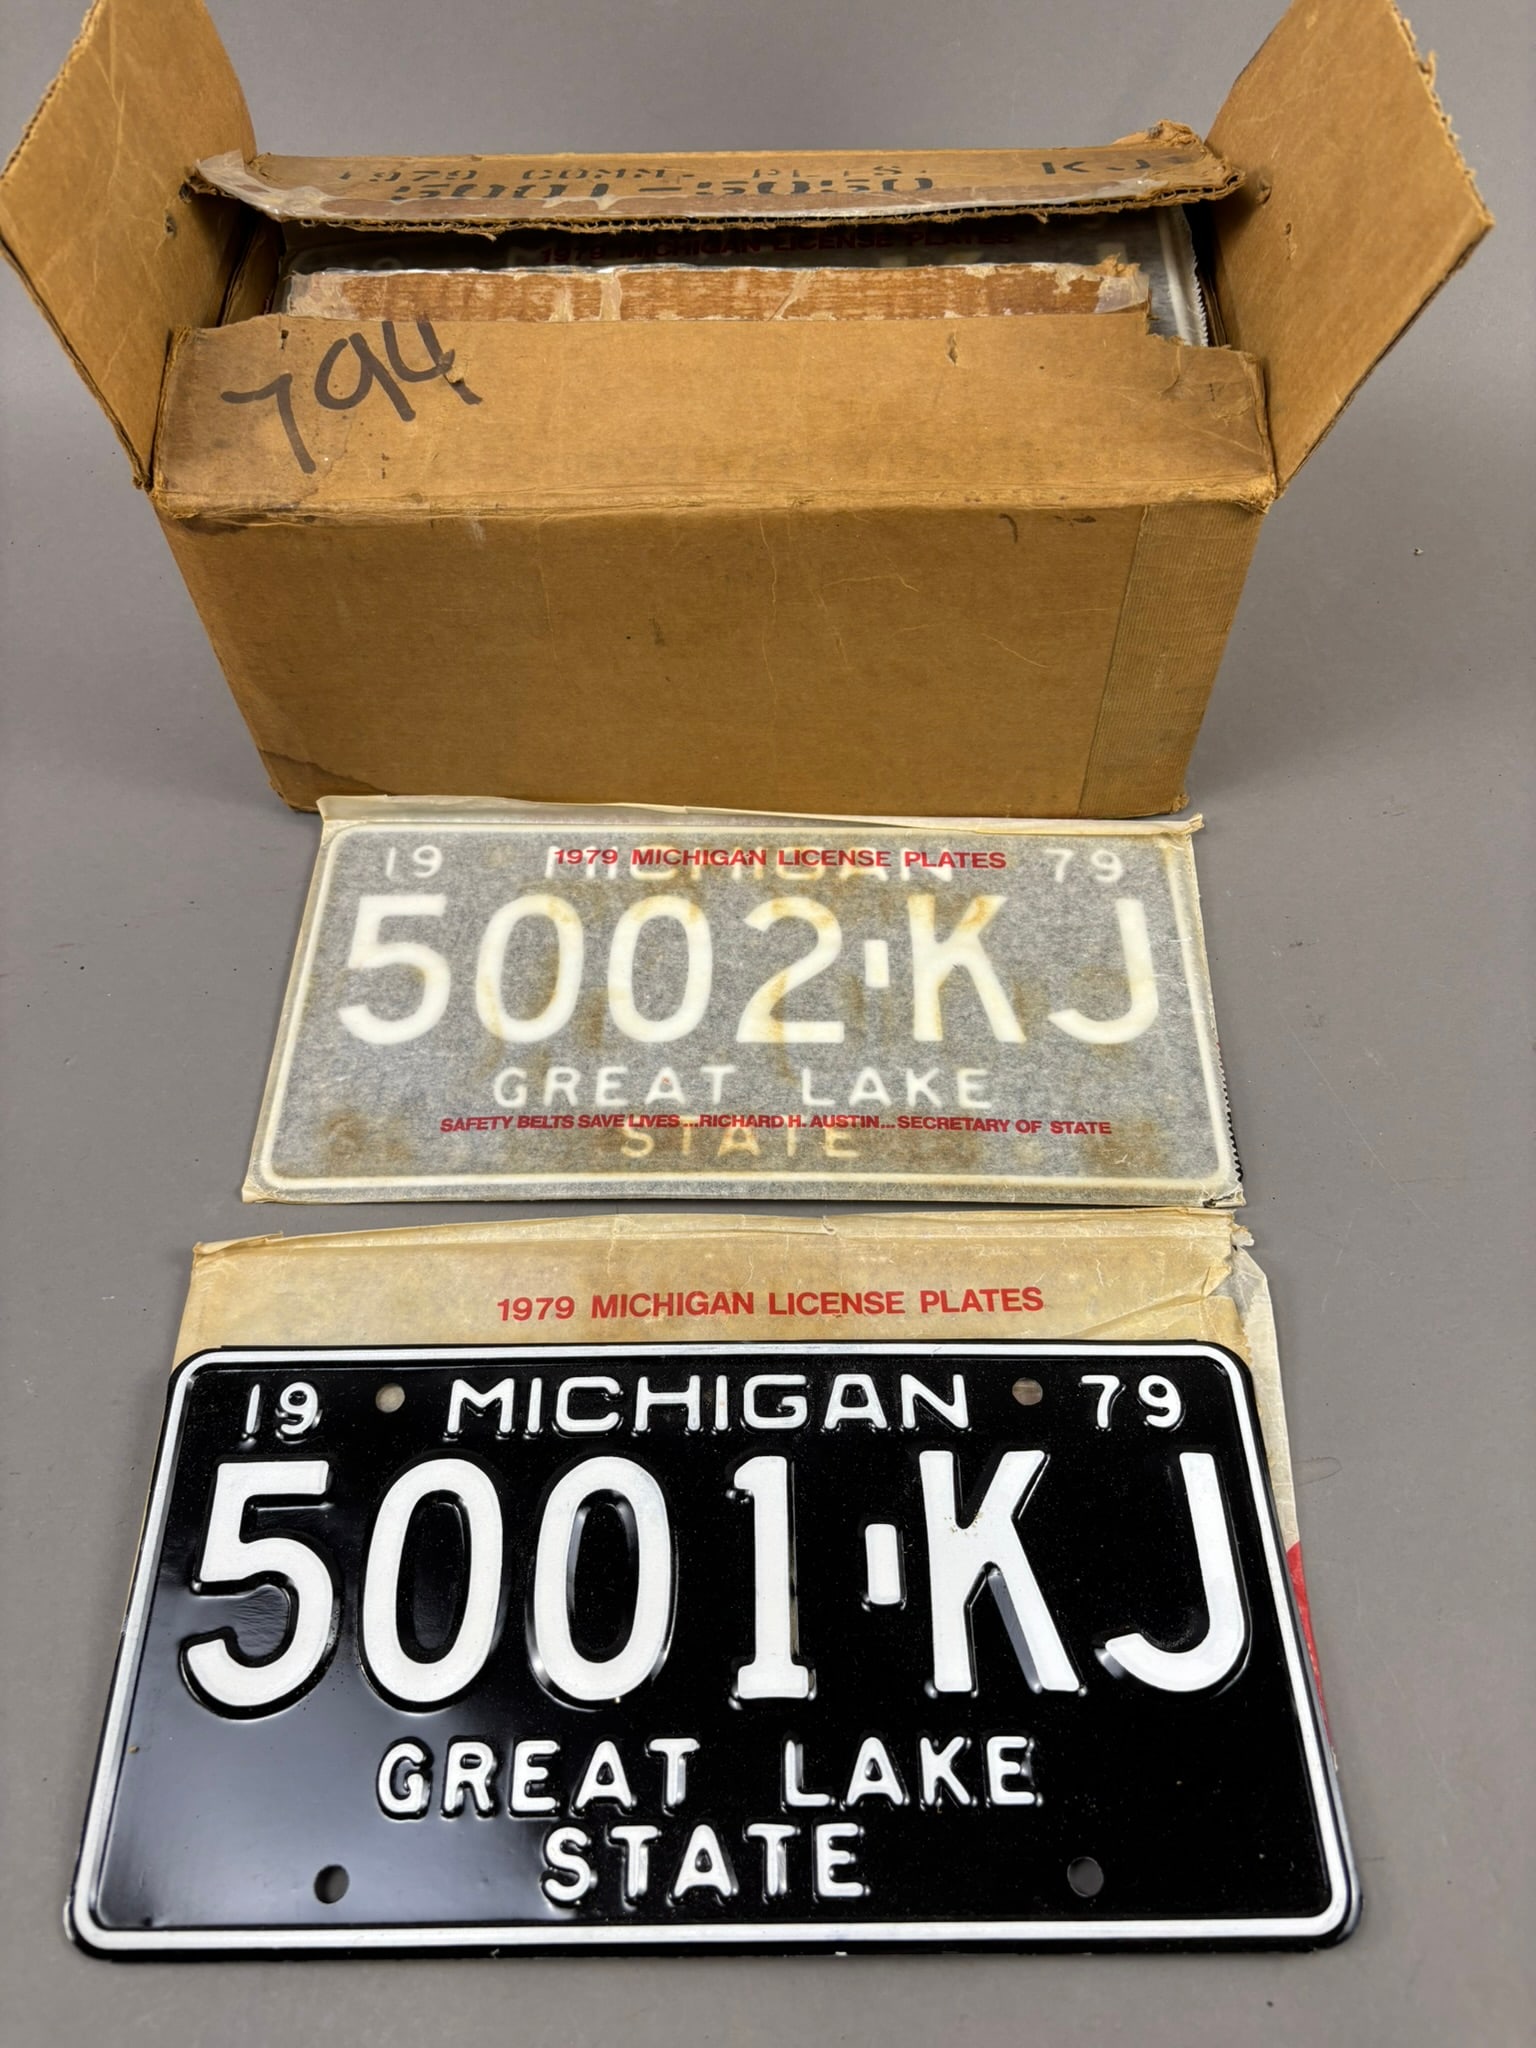 1979 COMM. PLTS. KJ
5001-5050
1979 MICHIGAN LICENSE PLATES
794
1979 MICHIGAN LICENSE PLATES
19 MICHIGAN 79
5002-KJ
GREAT LAKE
SAFETY BELTS SAVE LIVES...RICHARD H. AUSTIN...SECRETARY OF STATE
STATE
1979 MICHIGAN LICENSE PLATES
19 MICHIGAN 79
5001-KJ
GREAT LAKE
STATE